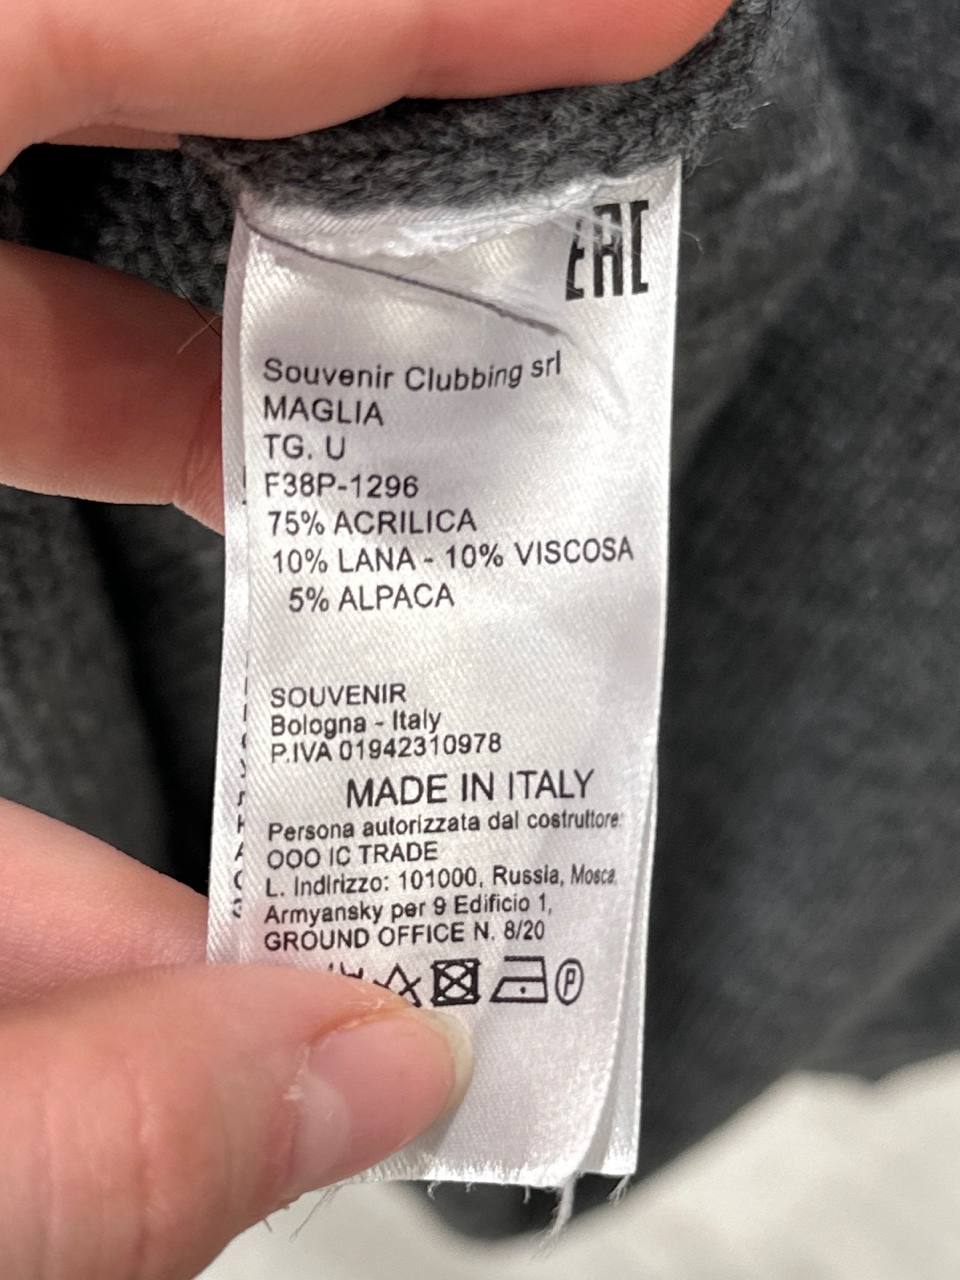 EAC
Souvenir Clubbing srl
MAGLIA
TG. U
F38P-1296
75% ACRILICA
10% LANA - 10% VISCOSA
5% ALPACA
SOUVENIR
Bologna - Italy
P.IVA 01942310978
MADE IN ITALY
Persona autorizzata dal costruttore:
OOO IC TRADE
L. Indirizzo: 101000, Russia, Mosca,
Armyansky per 9 Edificio 1,
GROUND OFFICE N. 8/20
P